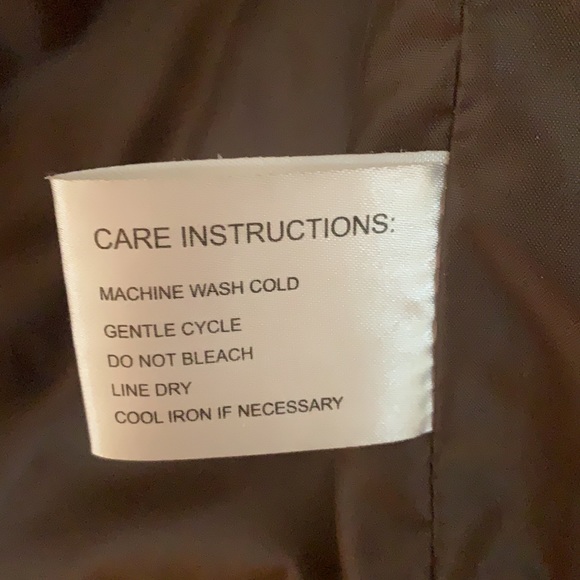 CARE INSTRUCTIONS:
MACHINE WASH COLD
GENTLE CYCLE
DO NOT BLEACH
LINE DRY
COOL IRON IF NECESSARY